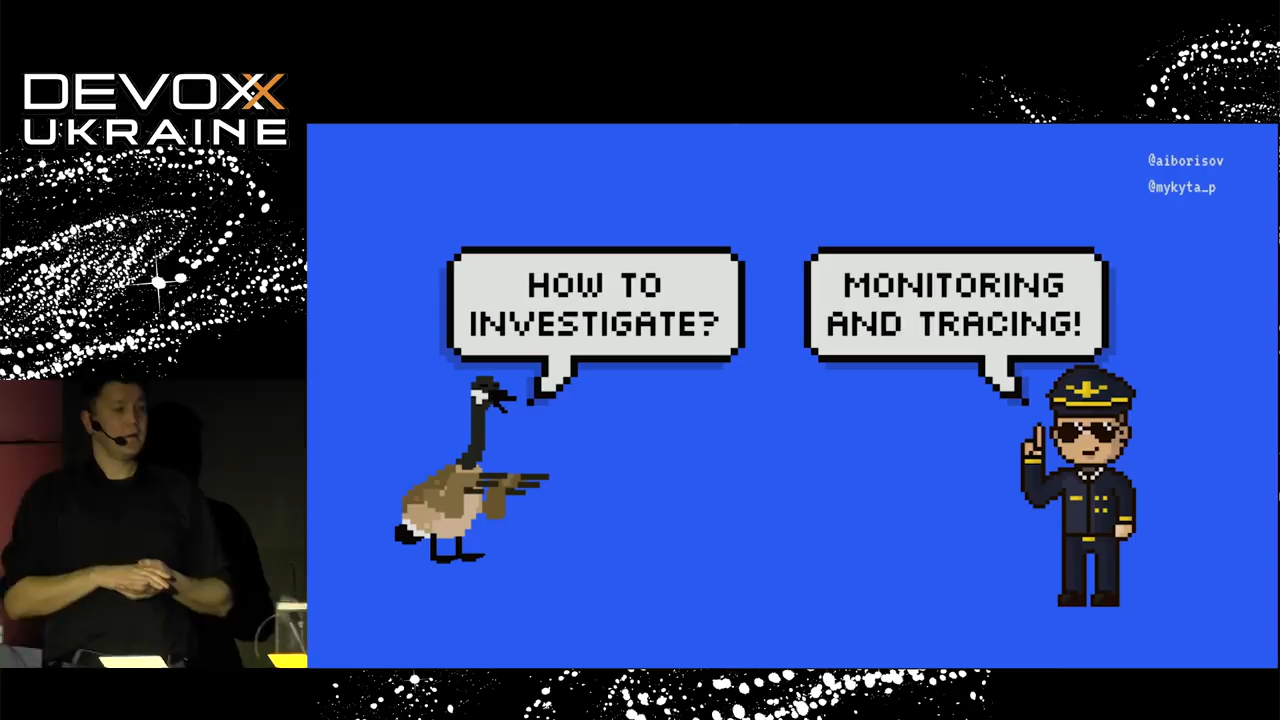 DEVOXX
UKRAINE
@aiborisov
@mykyta_p
HOW TO
INVESTIGATE?
MONITORING
AND TRACING!